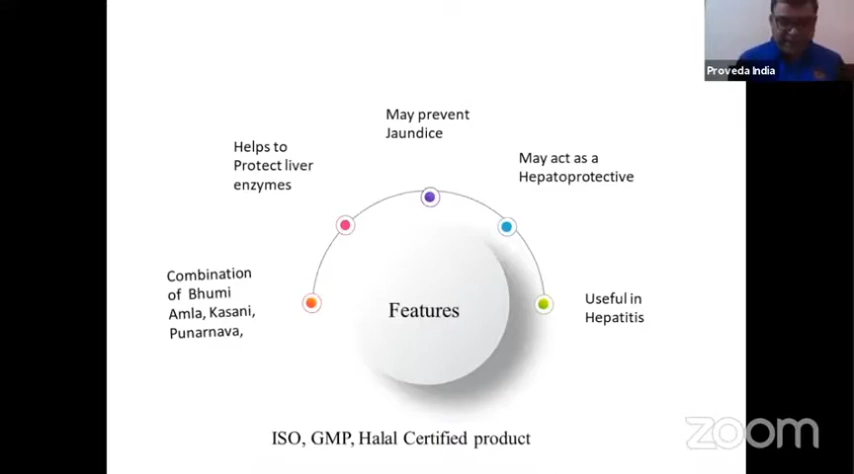 Proveda India
May prevent
Jaundice
Helps to
Protect liver
enzymes
May act as a
Hepatoprotective
Combination
of Bhumi
Amla, Kasani,
Punarnava,
Features
Useful in
Hepatitis
ISO, GMP, Halal Certified product
zoom